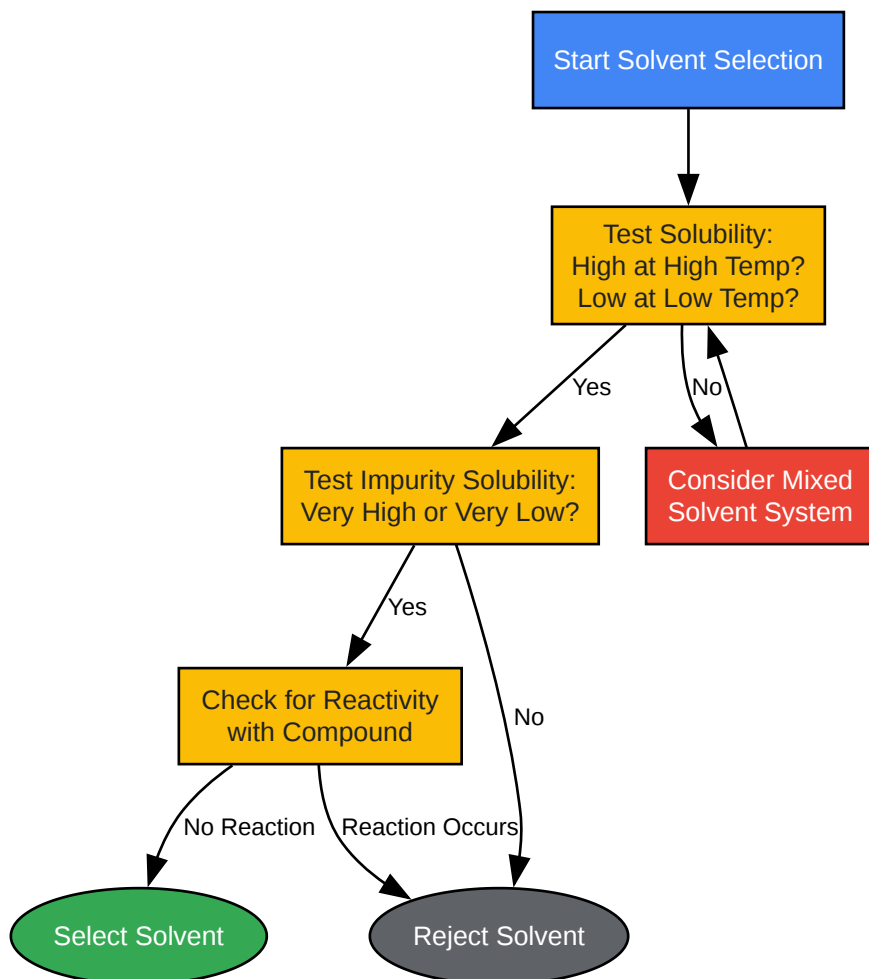 Start Solvent Selection
Test Solubility:
High at High Temp?
Low at Low Temp?
Yes
No
Test Impurity Solubility:
Very High or Very Low?
Consider Mixed
Solvent System
Yes
No
Check for Reactivity
with Compound
No Reaction
Reaction Occurs
Select Solvent
Reject Solvent